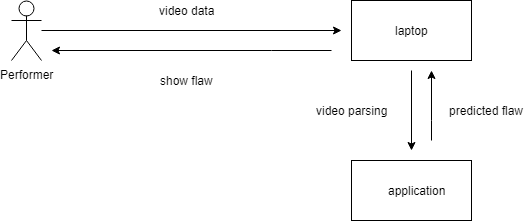 video data
laptop
Performer
show flaw
video parsing
predicted flaw
application